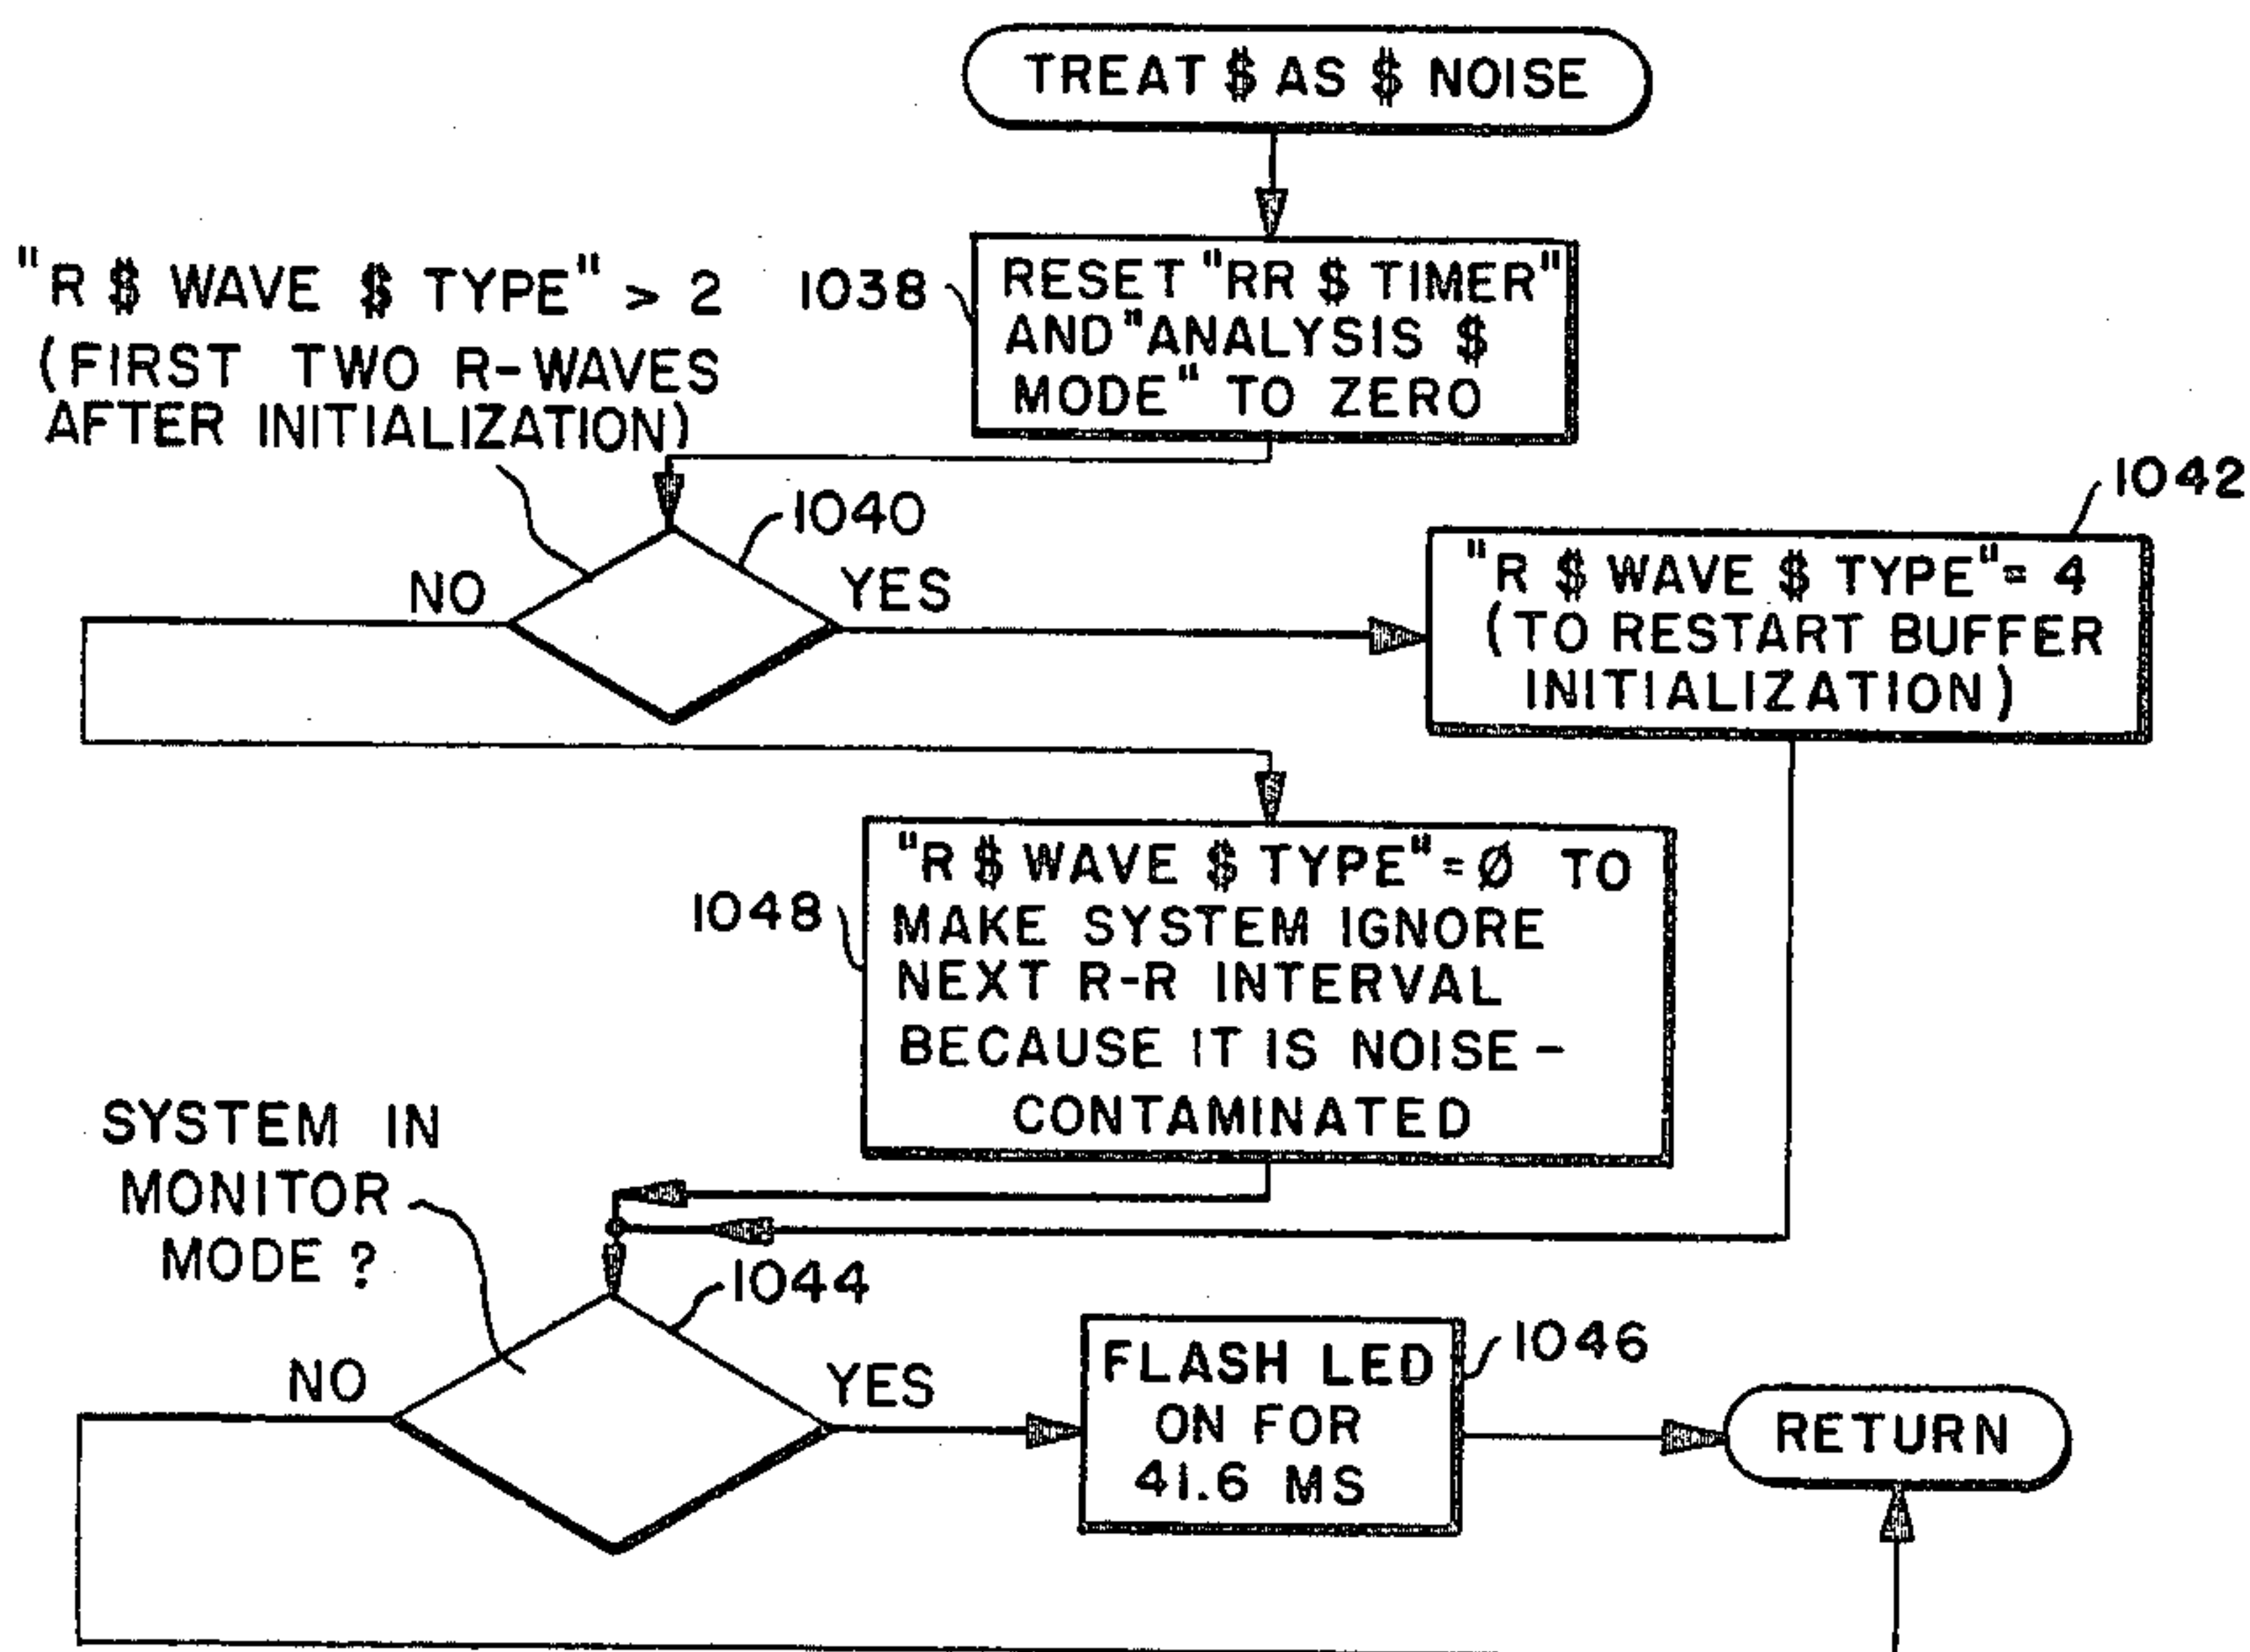 TREAT $ AS $ NOISE
"R $ WAVE $ TYPE" > 2
(FIRST TWO R-WAVES
AFTER INITIALIZATION)
1038
RESET "RR $ TIMER"
AND "ANALYSIS $
MODE" TO ZERO
1040
NO
YES
1042
"R $ WAVE $ TYPE"= 4
(TO RESTART BUFFER
INITIALIZATION)
1048
"R $ WAVE $ TYPE"=Ø TO
MAKE SYSTEM IGNORE
NEXT R-R INTERVAL
BECAUSE IT IS NOISE-
CONTAMINATED
SYSTEM IN
MONITOR
MODE ?
1044
NO
YES
FLASH LED
ON FOR
41.6 MS
1046
RETURN